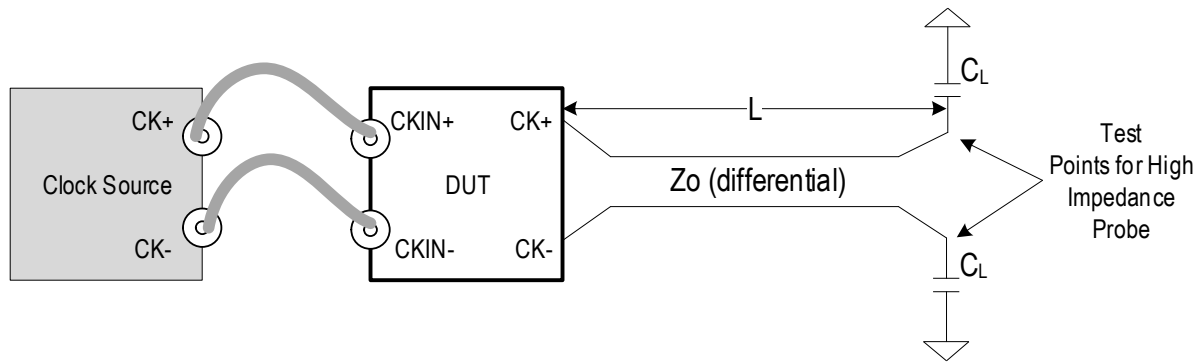 CK+
Clock Source
CK-
CKIN+
CK+
DUT
CKIN-
CK-
L
Zo (differential)
CL
CL
Test
Points for High
Impedance
Probe